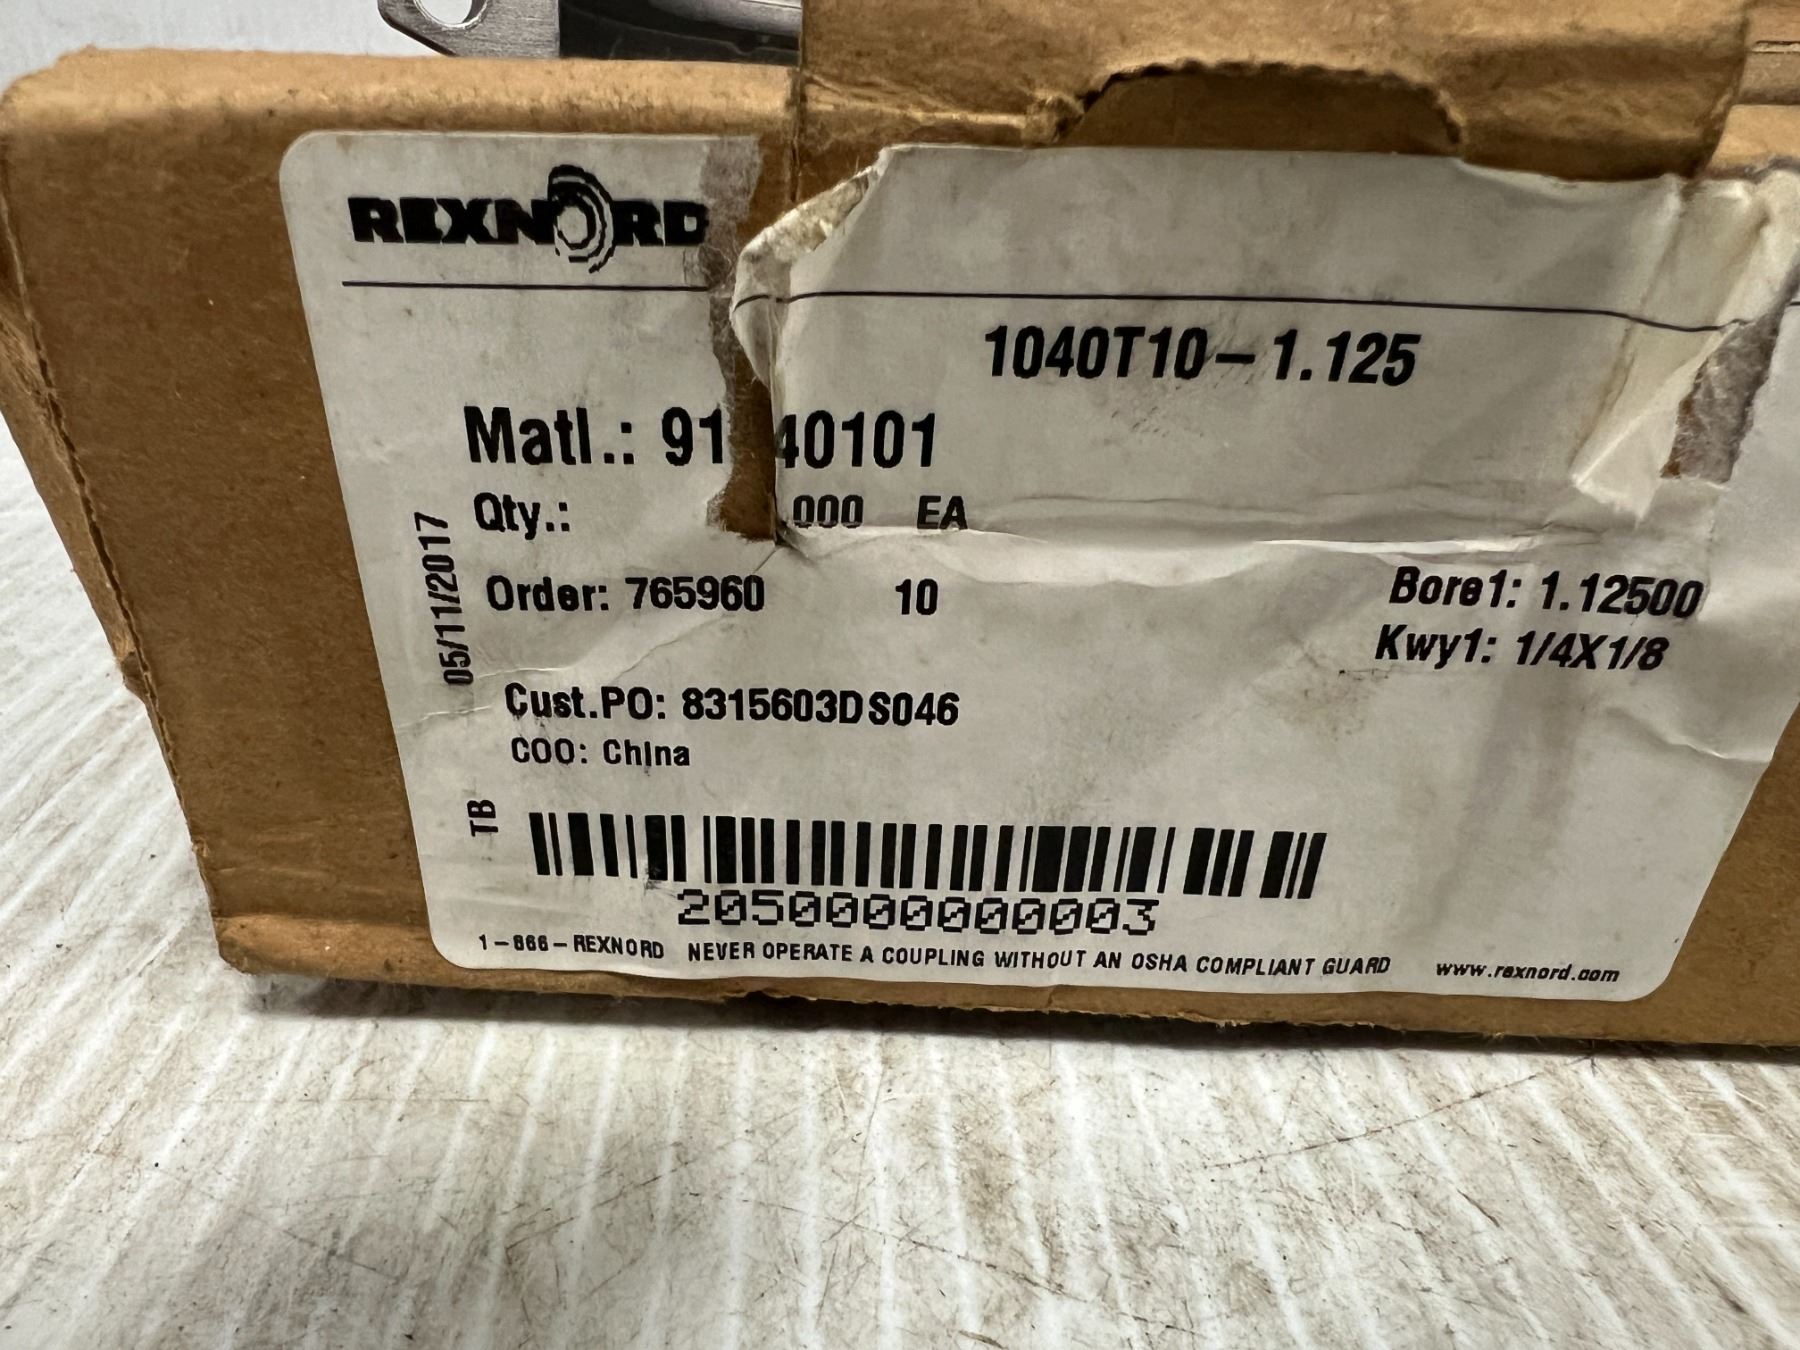 REXNORD
1040T10-1.125
Matl.: 91 40101
Qty.: .000 EA
Order: 765960 10
Bore1: 1.12500
Kwy1: 1/4X1/8
05/11/2017
Cust.PO: 8315603DS046
COO: China
TB
2050000000003
1-866-REXNORD NEVER OPERATE A COUPLING WITHOUT AN OSHA COMPLIANT GUARD www.rexnord.com